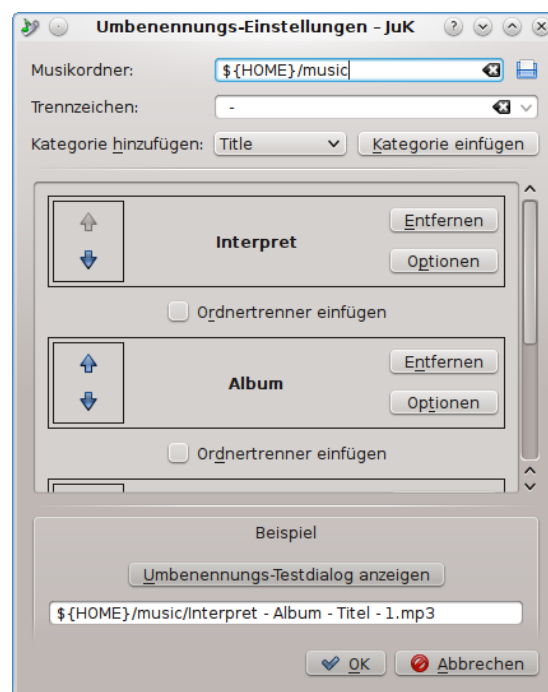 Umbenennungs-Einstellungen – JuK
Musikordner: ${HOME}/music
Trennzeichen: -
Kategorie hinzufügen: Title Kategorie einfügen
Entfernen
Interpret
Optionen
Ordnertrenner einfügen
Entfernen
Album
Optionen
Ordnertrenner einfügen
Beispiel
Umbenennungs-Testdialog anzeigen
${HOME}/music/Interpret - Album - Titel - 1.mp3
OK Abbrechen